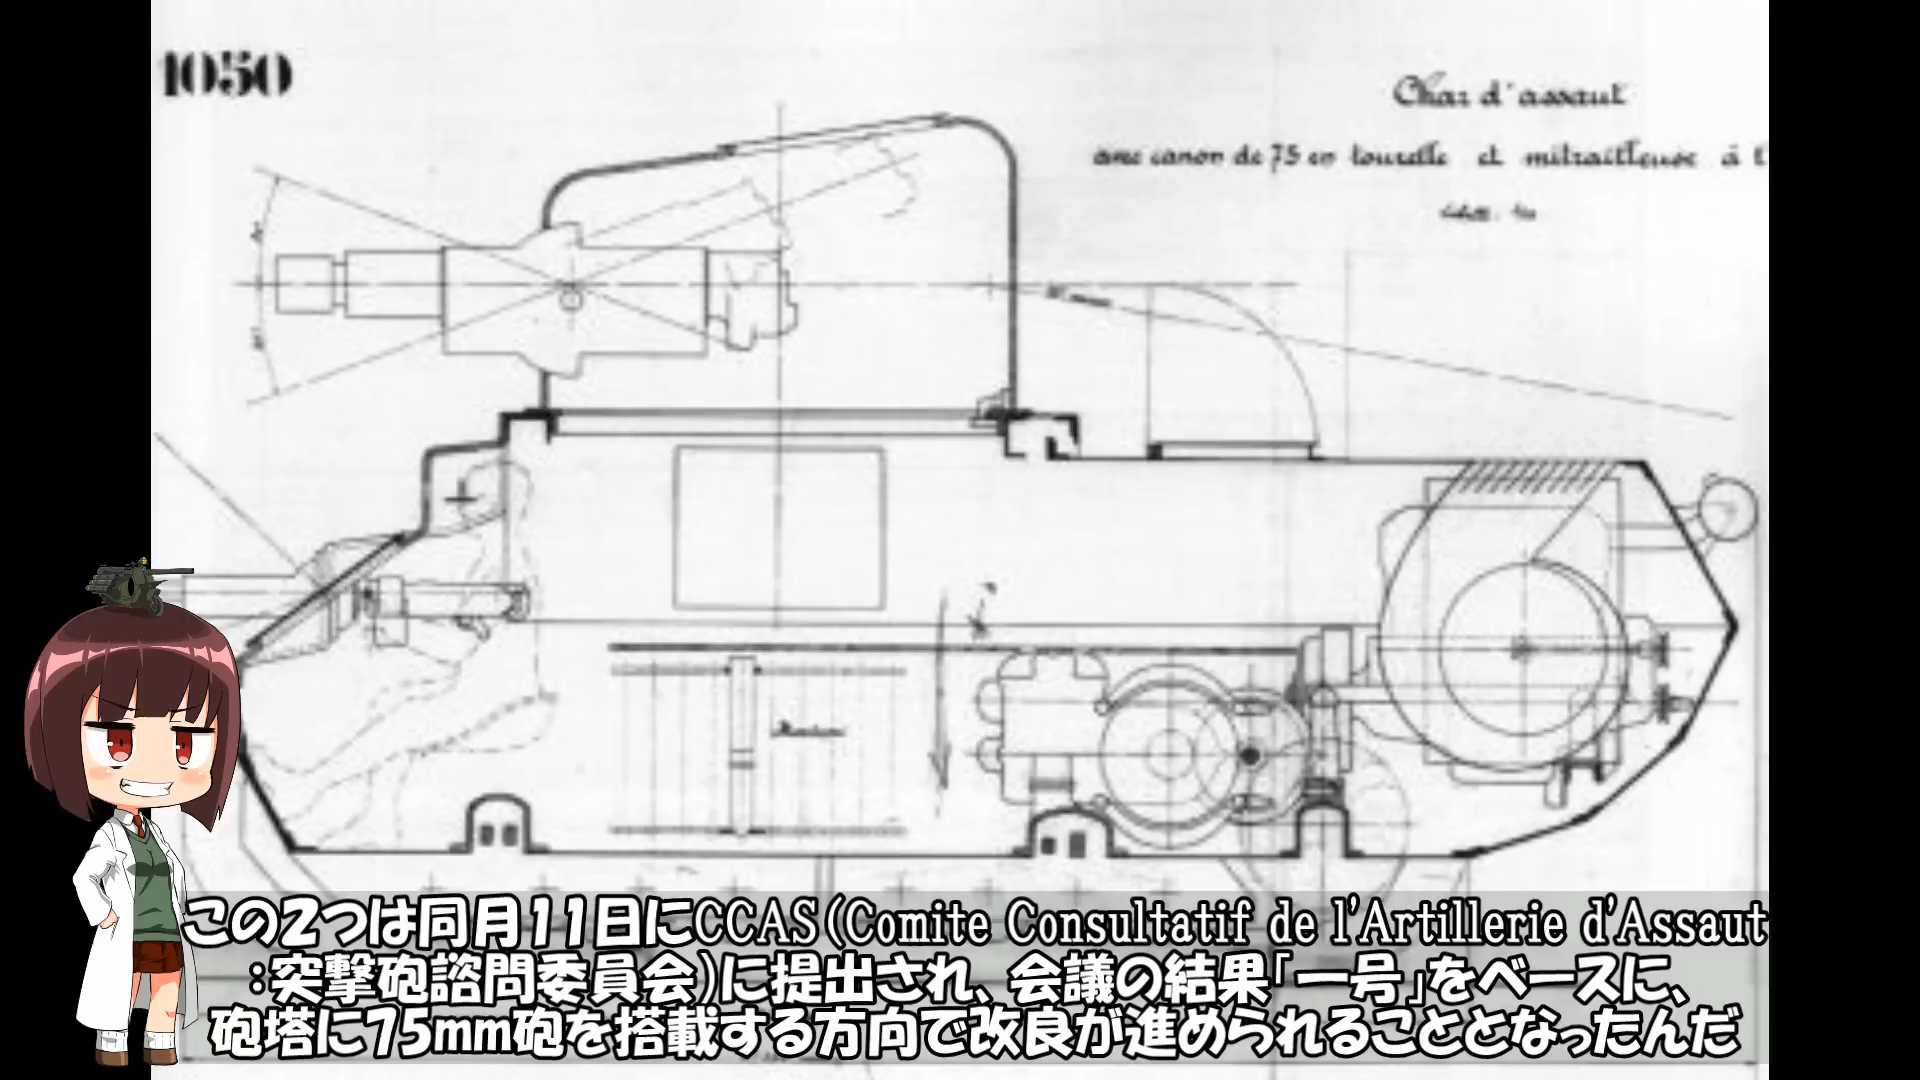 1050
Char d'assaut
avec canon de 75 en tourelle et mitrailleuse à l
この2つは同月11日にCCAS(Comite Consultatif de l'Artillerie d'Assaut
:突撃砲諮問委員会)に提出され、会議の結果「一号」をベースに、
砲塔に75mm砲を搭載する方向で改良が進められることとなったんだ